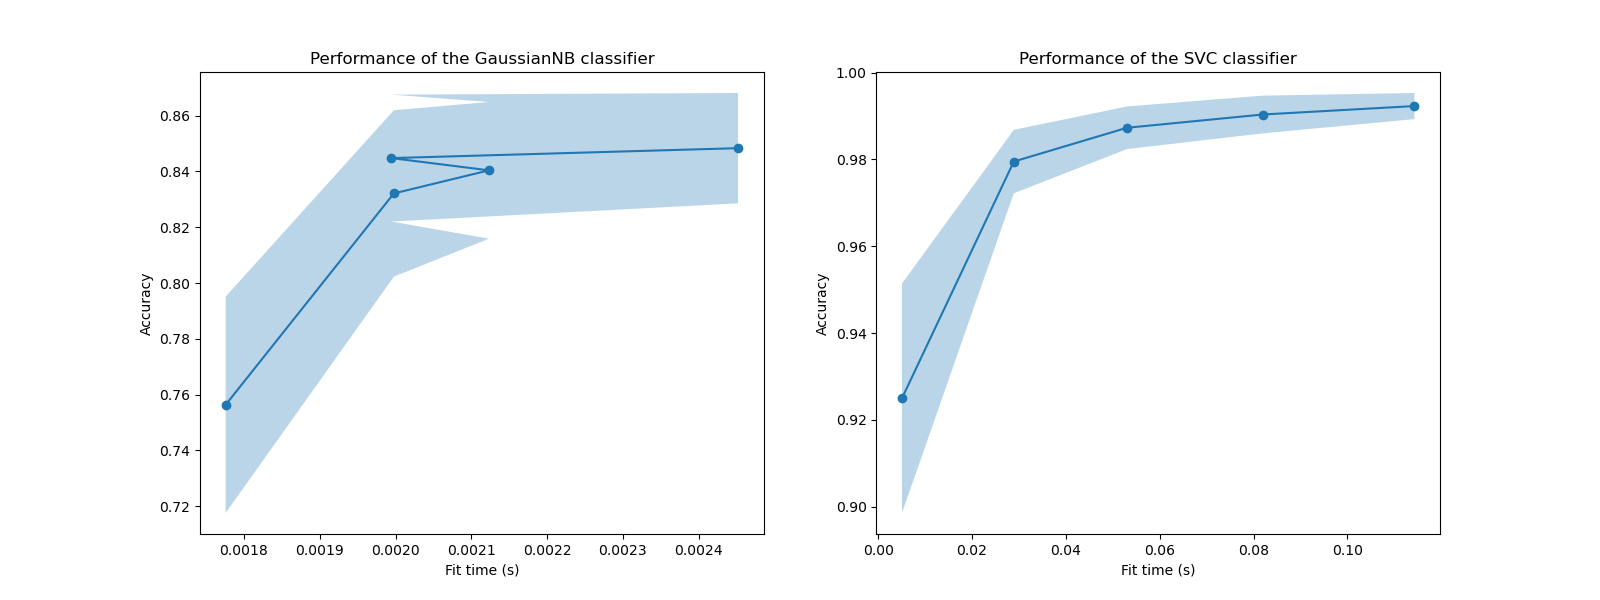 Performance of the GaussianNB classifier
Accuracy
0.86
0.84
0.82
0.80
0.78
0.76
0.74
0.72
0.0018 0.0019 0.0020 0.0021 0.0022 0.0023 0.0024
Fit time (s)
Performance of the SVC classifier
Accuracy
1.00
0.98
0.96
0.94
0.92
0.90
0.00 0.02 0.04 0.06 0.08 0.10
Fit time (s)